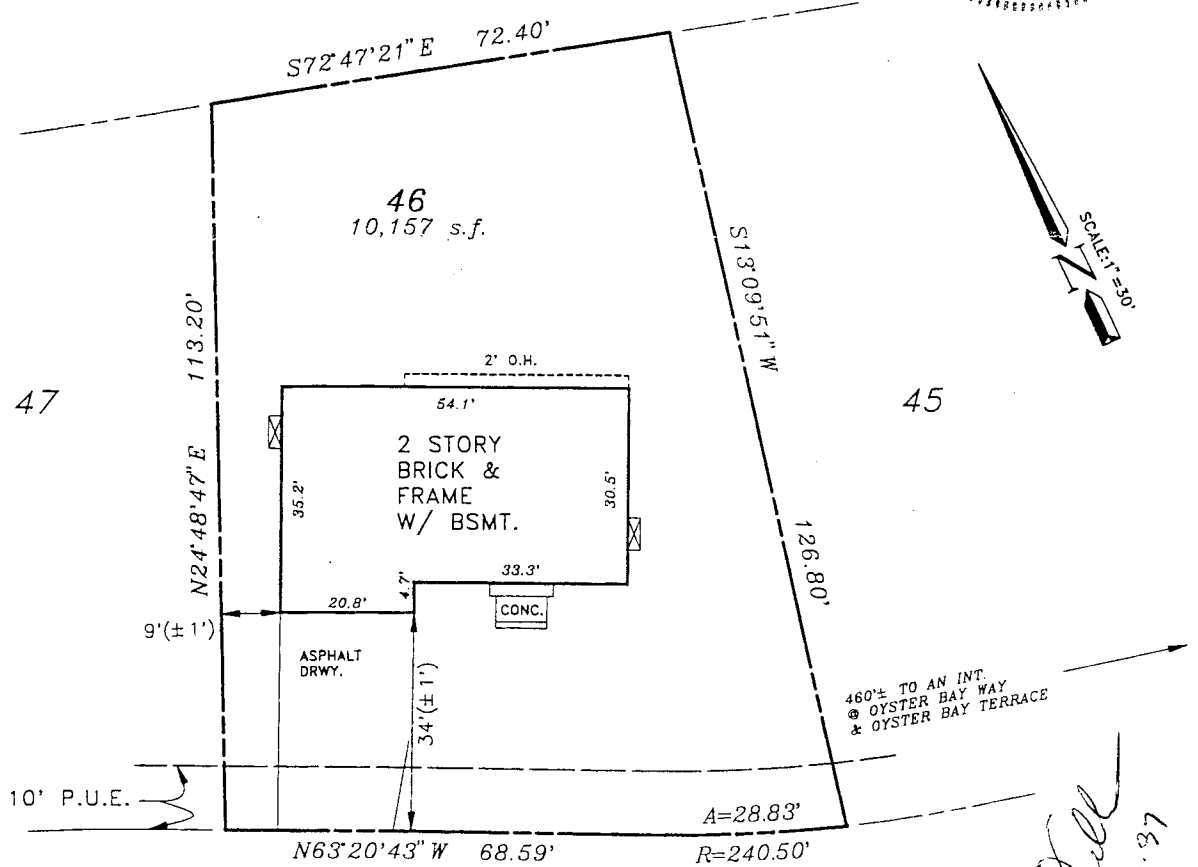 S72°47'21"E 72.40'
46
10,157 s.f.
SCALE:1"=30'
N
N24°48'47"E 113.20'
S13°09'51"W
126.80'
2' O.H.
47
54.1'
45
2 STORY
BRICK &
FRAME
W/ BSMT.
35.2'
30.5'
4.7'
33.3'
20.8'
CONC.
9'(±1')
ASPHALT
DRWY.
34'(±1')
460'± TO AN INT.
@ OYSTER BAY WAY
& OYSTER BAY TERRACE
10' P.U.E.
A=28.83'
N63°20'43"W 68.59'
R=240.50'